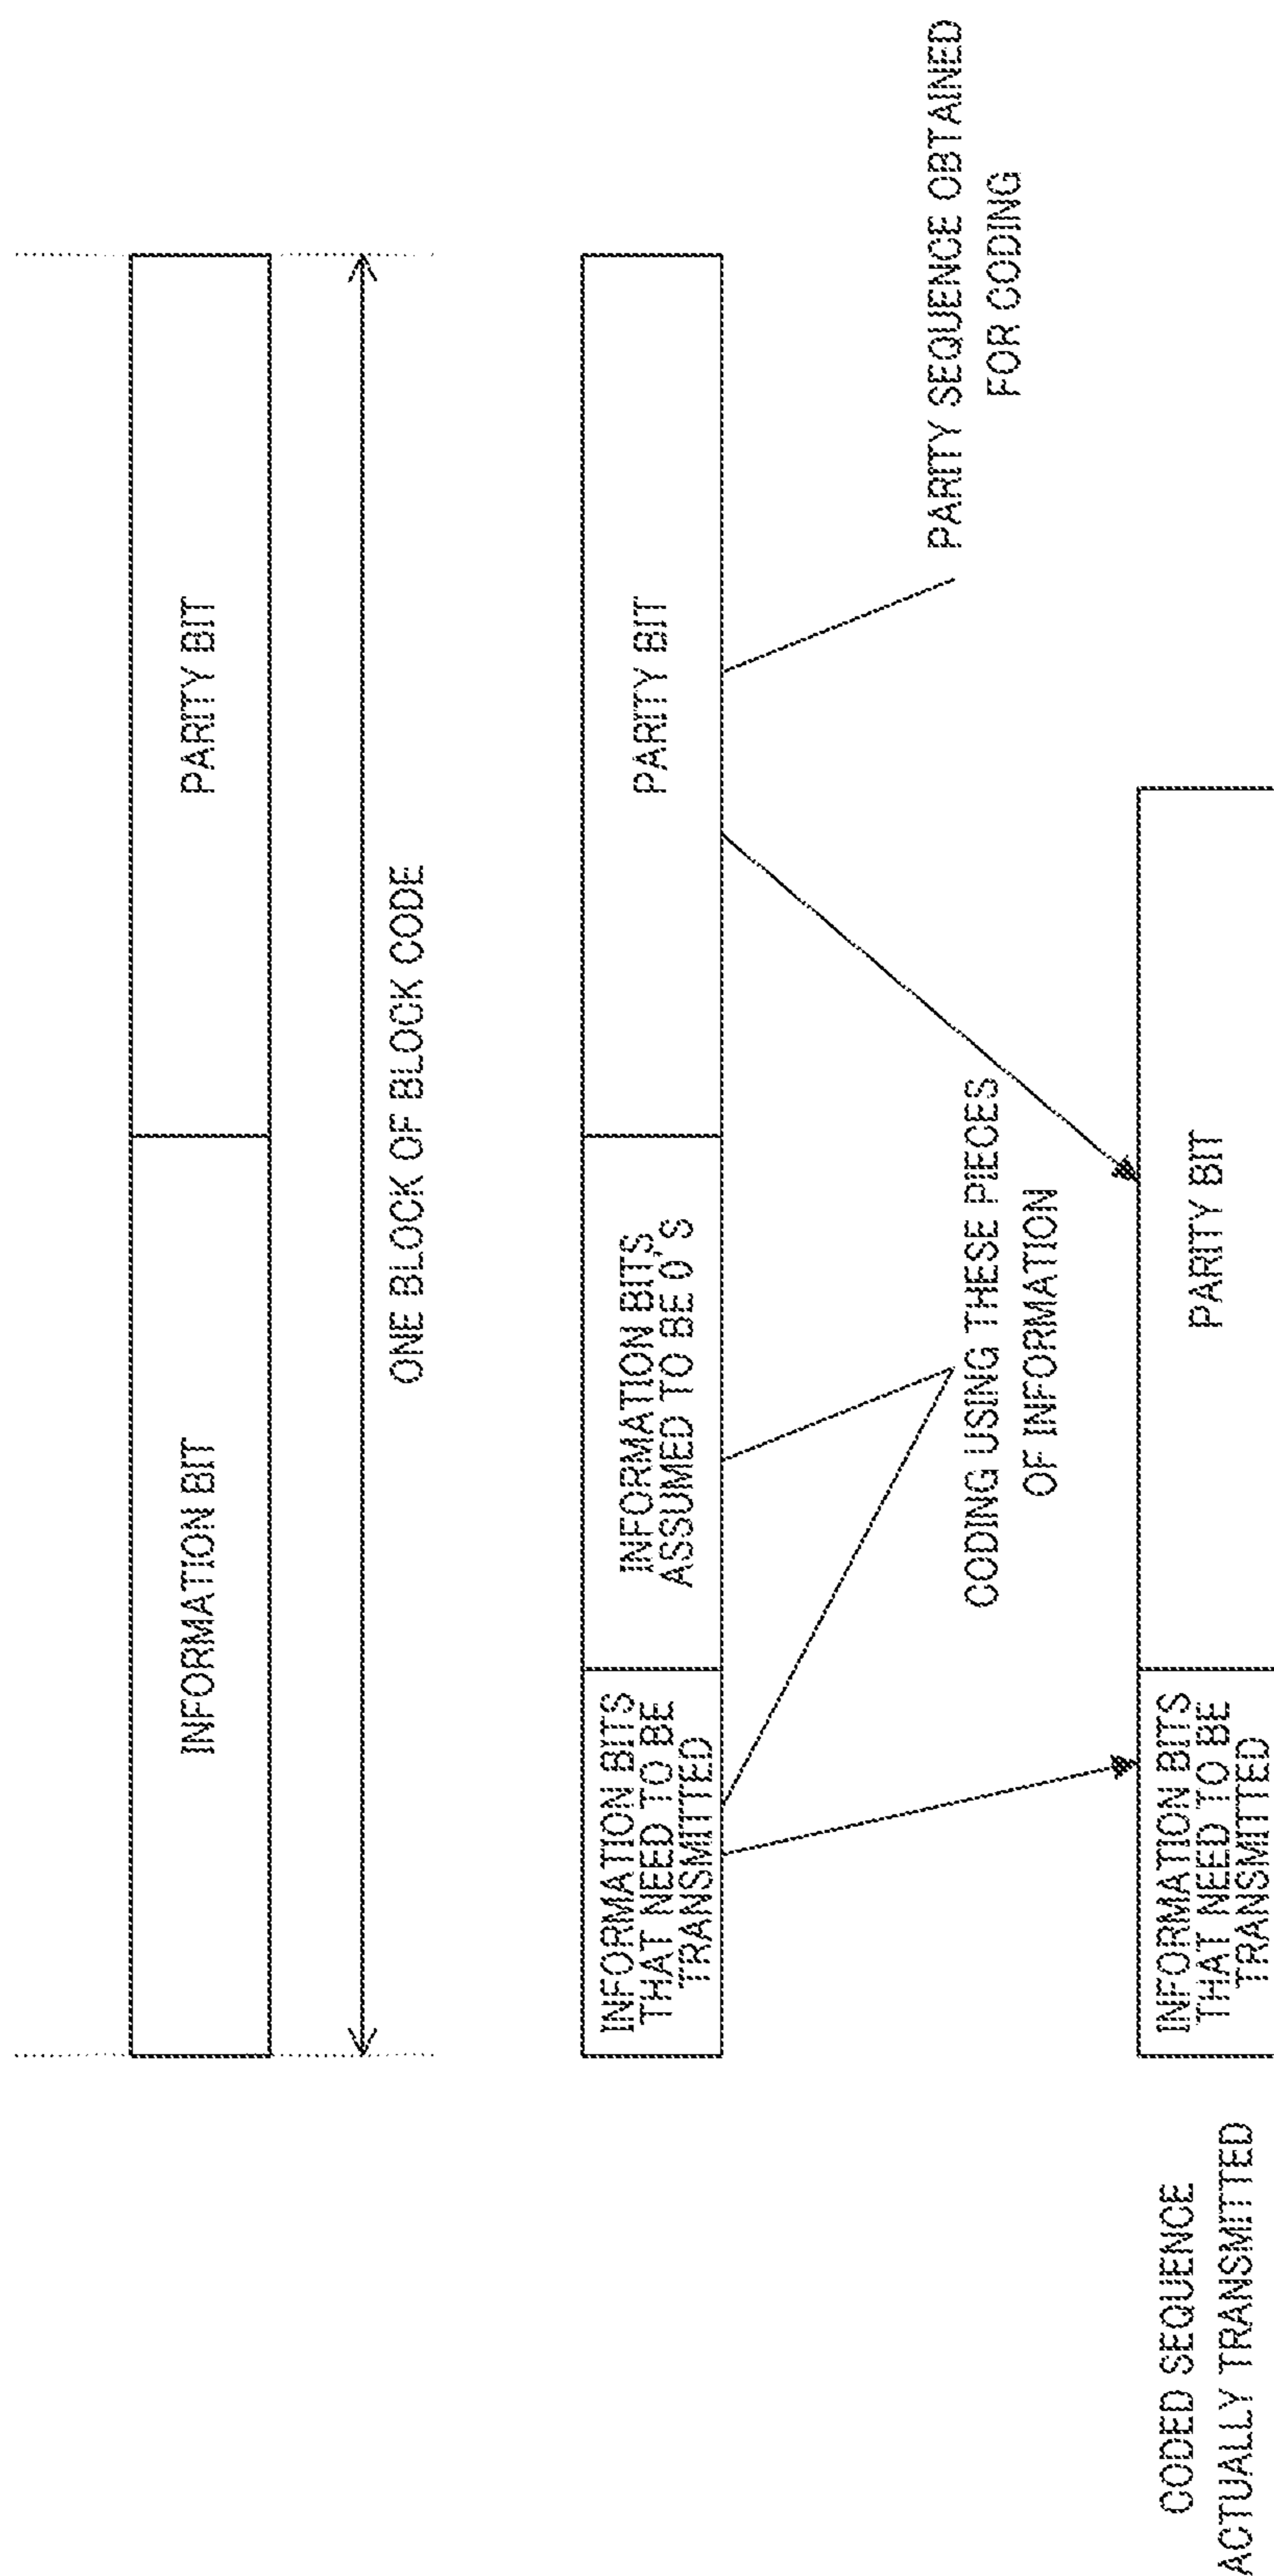 INFORMATION BIT
PARITY BIT
ONE BLOCK OF BLOCK CODE
INFORMATION BITS
THAT NEED TO BE
TRANSMITTED
INFORMATION BITS
ASSUMED TO BE 0'S
PARITY BIT
CODING USING THESE PIECES
OF INFORMATION
PARITY SEQUENCE OBTAINED
FOR CODING
CODED SEQUENCE
ACTUALLY TRANSMITTED
INFORMATION BITS
THAT NEED TO BE
TRANSMITTED
PARITY BIT